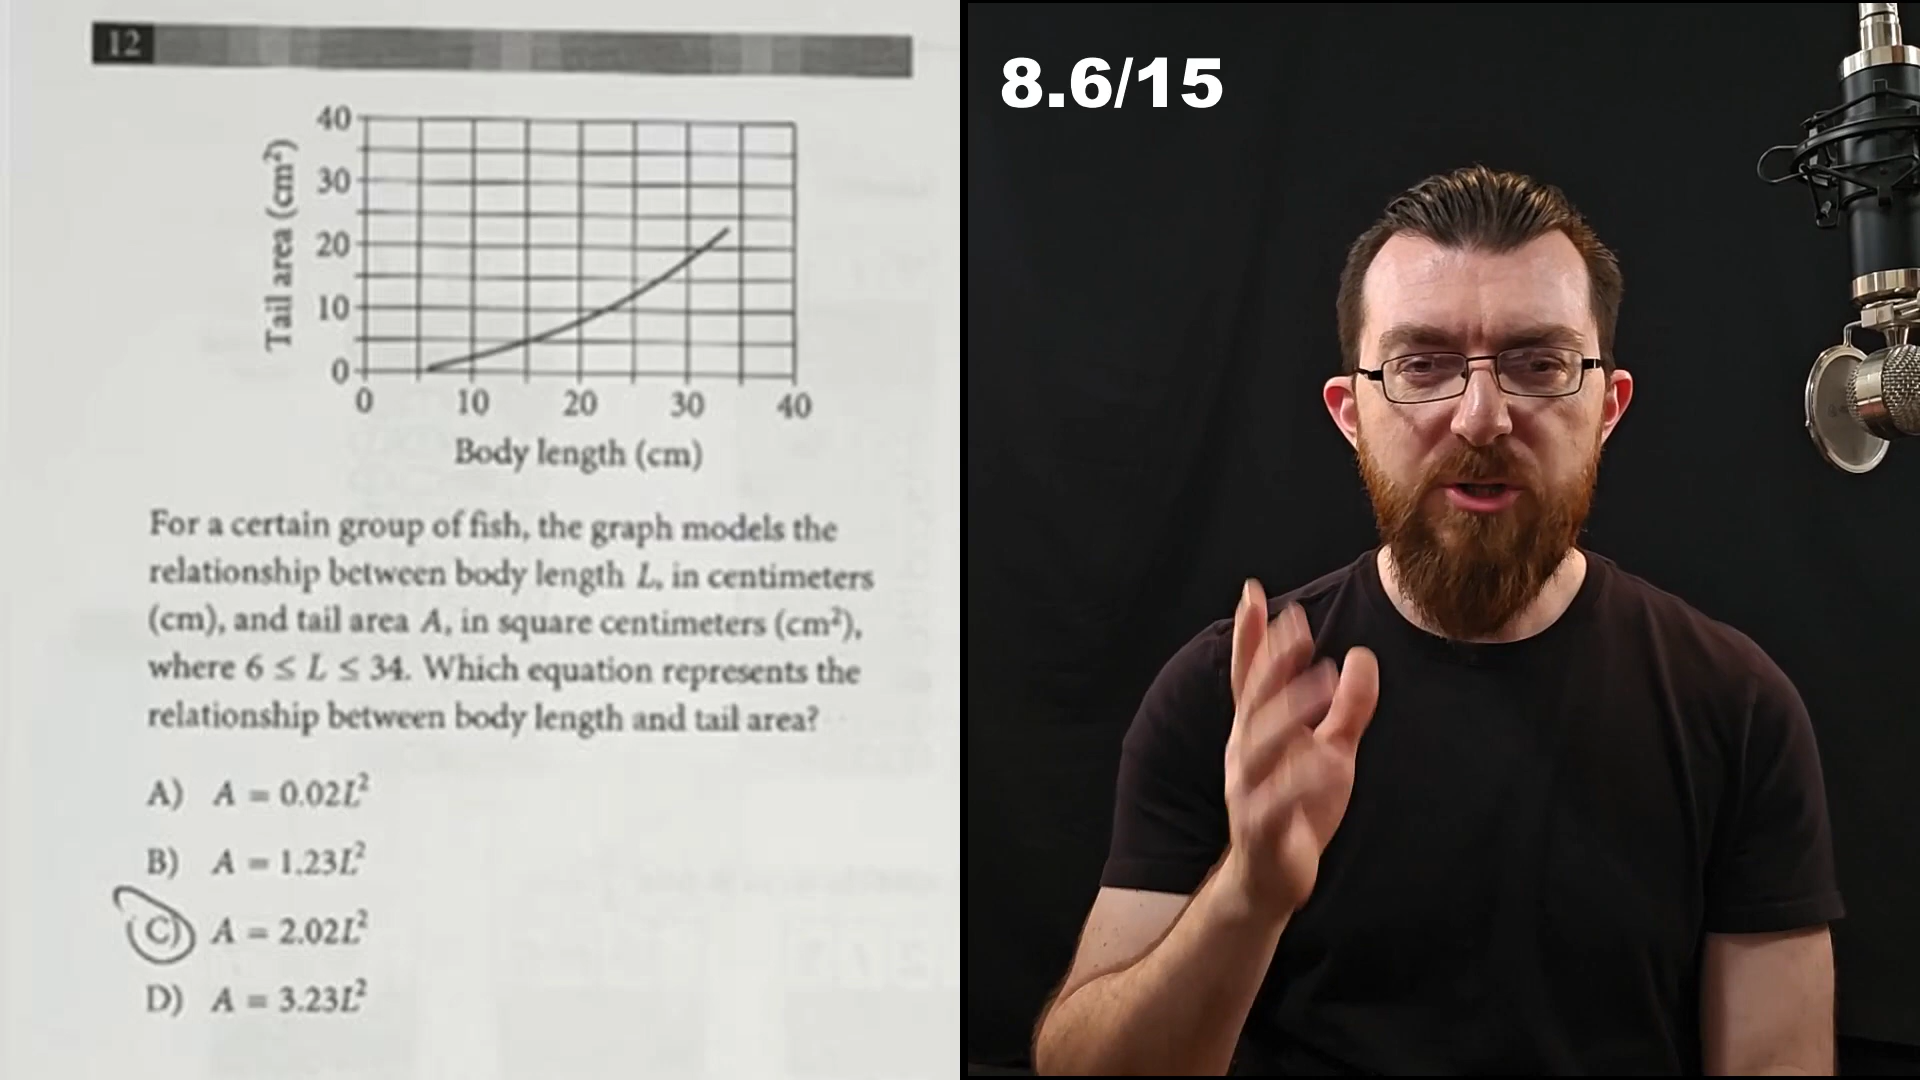 12
8.6/15
40
30
20
10
0
Tail area (cm²)
0 10 20 30 40
Body length (cm)
For a certain group of fish, the graph models the
relationship between body length L, in centimeters
(cm), and tail area A, in square centimeters (cm²),
where 6 ≤ L ≤ 34. Which equation represents the
relationship between body length and tail area?
A) A = 0.02L²
B) A = 1.23L²
C) A = 2.02L²
D) A = 3.23L²